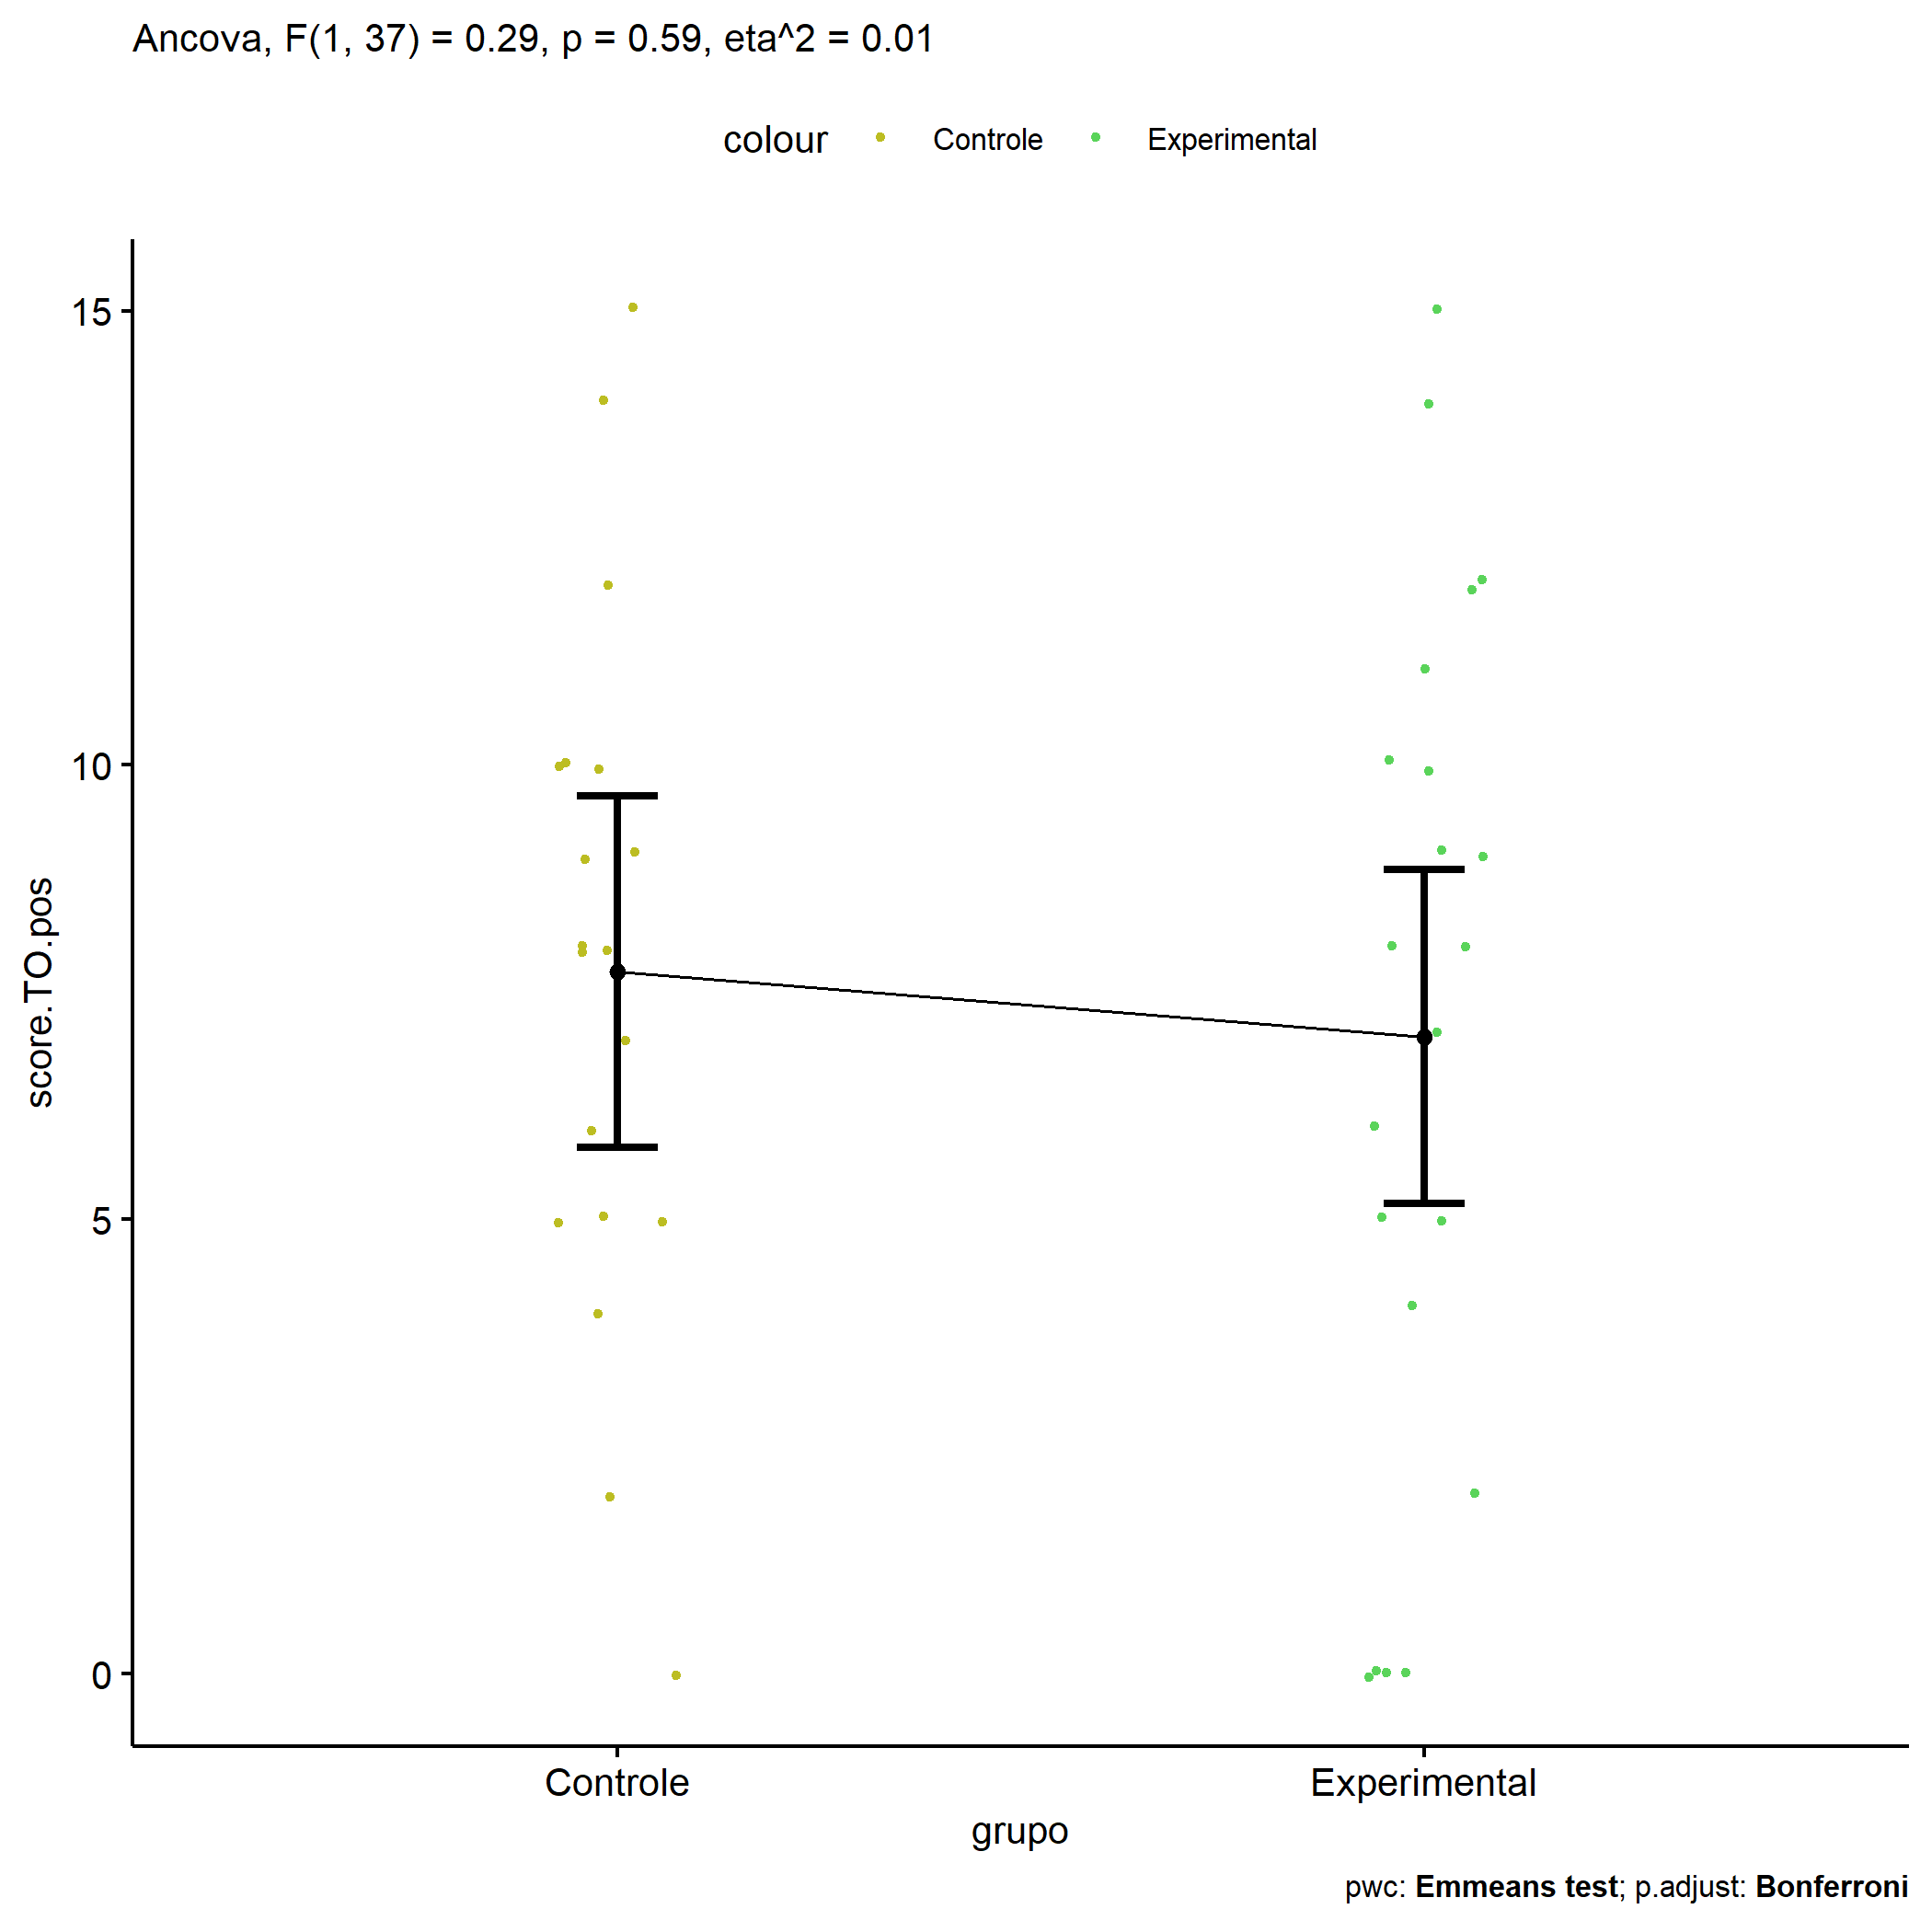 Ancova, F(1, 37) = 0.29, p = 0.59, eta^2 = 0.01
colour Controle Experimental
15
10
5
0
score.TO.pos
Controle Experimental
grupo
pwc: Emmeans test; p.adjust: Bonferroni